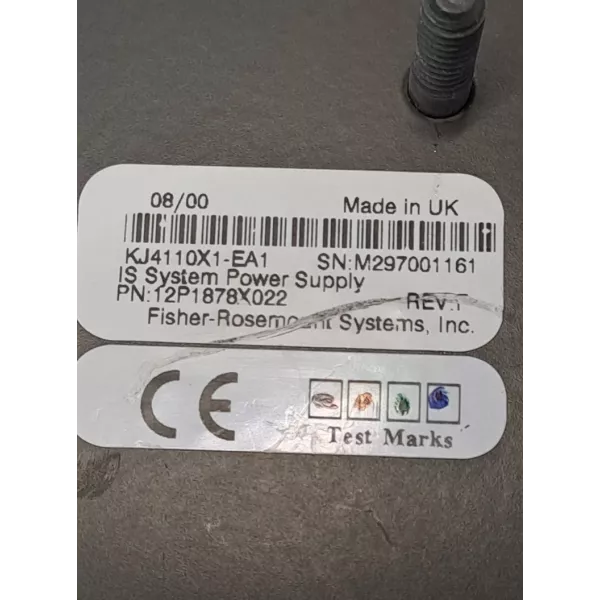 08/00 Made in UK
KJ4110X1-EA1 SN:M297001161
IS System Power Supply
PN:12P1878X022 REV:
Fisher-Rosemount Systems, Inc.
CE
Test Marks